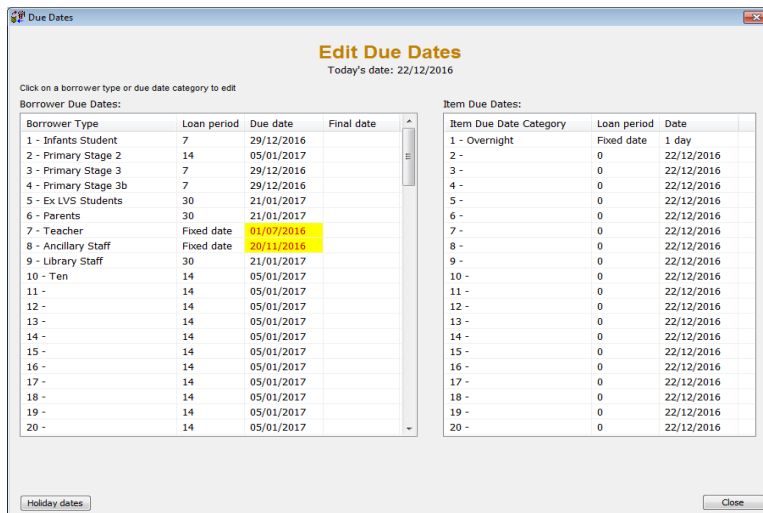 Due Dates
Edit Due Dates
Today's date: 22/12/2016
Click on a borrower type or due date category to edit
Borrower Due Dates:
Borrower Type Loan period Due date Final date
1 - Infants Student 7 29/12/2016
2 - Primary Stage 2 14 05/01/2017
3 - Primary Stage 3 7 29/12/2016
4 - Primary Stage 3b 7 29/12/2016
5 - Ex LVS Students 30 21/01/2017
6 - Parents 30 21/01/2017
7 - Teacher Fixed date 01/07/2016
8 - Ancillary Staff Fixed date 20/11/2016
9 - Library Staff 30 21/01/2017
10 - Ten 14 05/01/2017
11 - 14 05/01/2017
12 - 14 05/01/2017
13 - 14 05/01/2017
14 - 14 05/01/2017
15 - 14 05/01/2017
16 - 14 05/01/2017
17 - 14 05/01/2017
18 - 14 05/01/2017
19 - 14 05/01/2017
20 - 14 05/01/2017
Item Due Dates:
Item Due Date Category Loan period Date
1 - Overnight Fixed date 1 day
2 - 0 22/12/2016
3 - 0 22/12/2016
4 - 0 22/12/2016
5 - 0 22/12/2016
6 - 0 22/12/2016
7 - 0 22/12/2016
8 - 0 22/12/2016
9 - 0 22/12/2016
10 - 0 22/12/2016
11 - 0 22/12/2016
12 - 0 22/12/2016
13 - 0 22/12/2016
14 - 0 22/12/2016
15 - 0 22/12/2016
16 - 0 22/12/2016
17 - 0 22/12/2016
18 - 0 22/12/2016
19 - 0 22/12/2016
20 - 0 22/12/2016
Holiday dates
Close